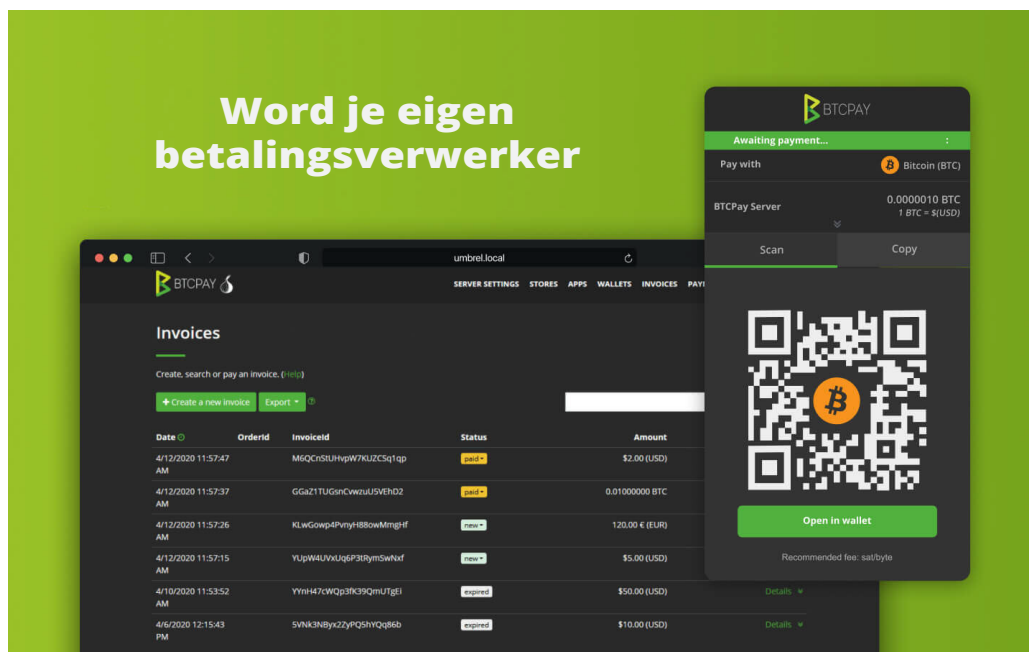 Word je eigen
betalingsverwerker
BTCPAY
Awaiting payment... :
Pay with Bitcoin (BTC)
BTCPay Server 0.0000010 BTC
1 BTC = $(USD)
Scan Copy
Open in wallet
Recommended fee: sat/byte
umbrel.local
BTCPAY
SERVER SETTINGS STORES APPS WALLETS INVOICES
Invoices
Create, search or pay an invoice. (Help)
+ Create a new invoice Export
Date OrderId InvoiceId Status Amount
4/12/2020 11:57:47 M6QCnStUHvpW7KUZCSq1qp paid $2.00 (USD)
AM
4/12/2020 11:57:37 GGaZ1TUGsnCvwzuU5VEhD2 paid 0.01000000 BTC
AM
4/12/2020 11:57:26 KLwGowp4PvnyH88owMmgHf new 120,00 € (EUR)
AM
4/12/2020 11:57:15 YUpW4UVxUq6P3tRymSwNxf new $5.00 (USD)
AM
4/10/2020 11:53:52 YYnH47cWQp3fK39QmUTgEi expired $50.00 (USD) Details
AM
4/6/2020 12:15:43 5VNk3NByx2ZyPQ5hYQq86b expired $10.00 (USD) Details
PM